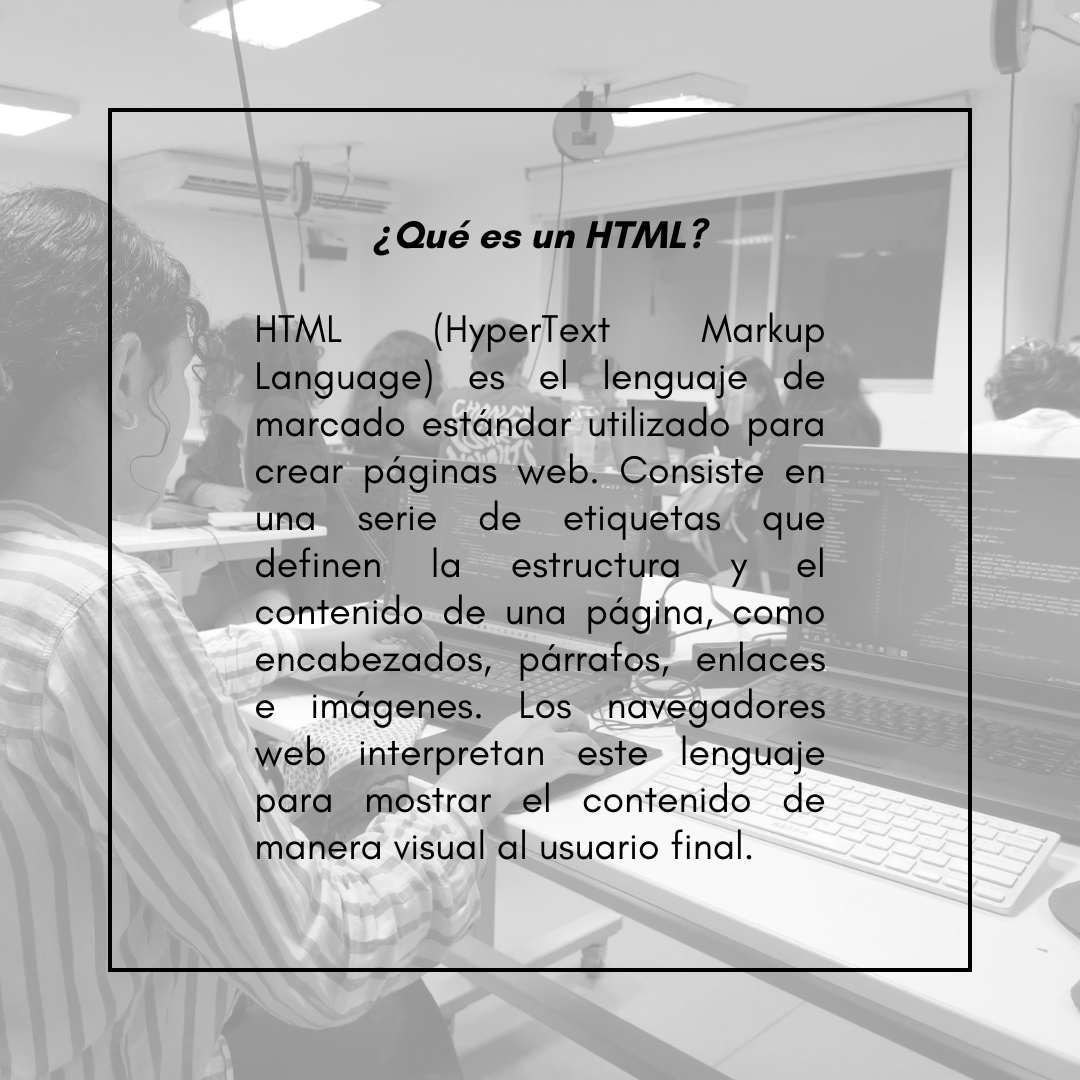 ¿Qué es un HTML?
HTML (HyperText Markup
Language) es el lenguaje de
marcado estándar utilizado para
crear páginas web. Consiste en
una serie de etiquetas que
definen la estructura y el
contenido de una página, como
encabezados, párrafos, enlaces
e imágenes. Los navegadores
web interpretan este lenguaje
para mostrar el contenido de
manera visual al usuario final.